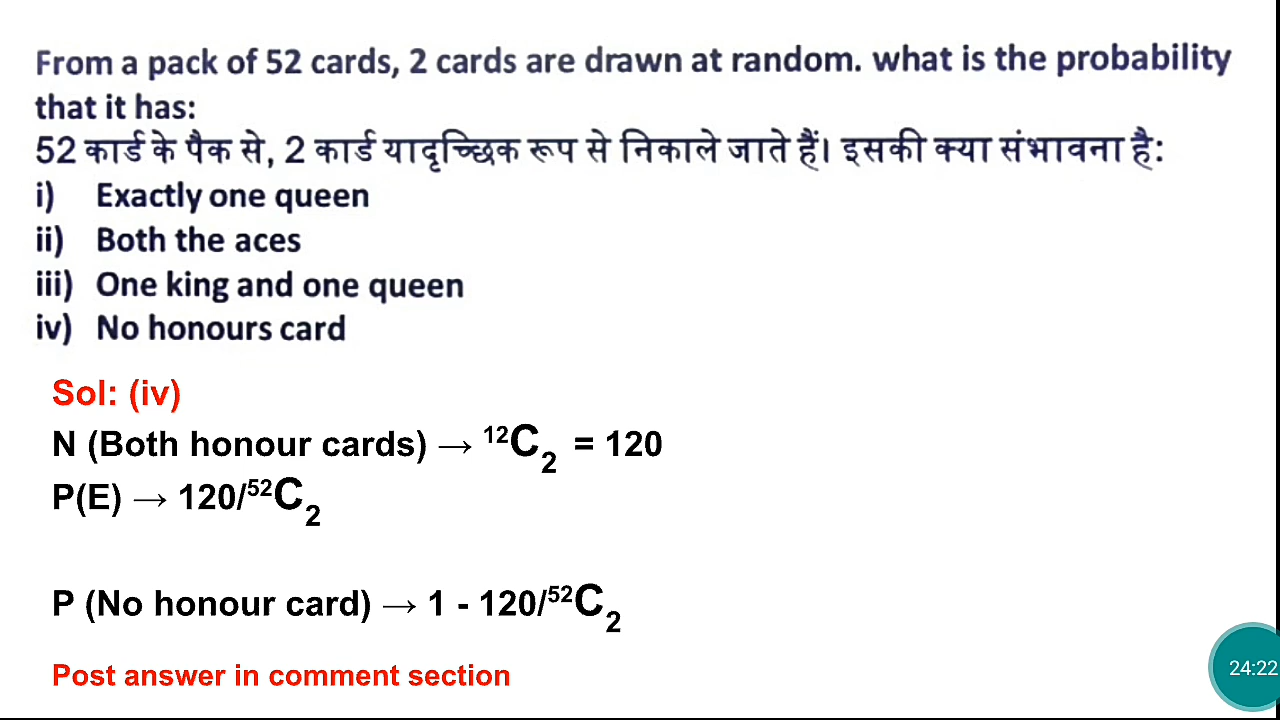 From a pack of 52 cards, 2 cards are drawn at random. what is the probability
that it has:
52 कार्ड के पैक से, 2 कार्ड यादृच्छिक रूप से निकाले जाते हैं। इसकी क्या संभावना है:
i) Exactly one queen
ii) Both the aces
iii) One king and one queen
iv) No honours card
Sol: (iv)
N (Both honour cards) → ¹²C₂ = 120
P(E) → 120/⁵²C₂
P (No honour card) → 1 - 120/⁵²C₂
Post answer in comment section
24:22